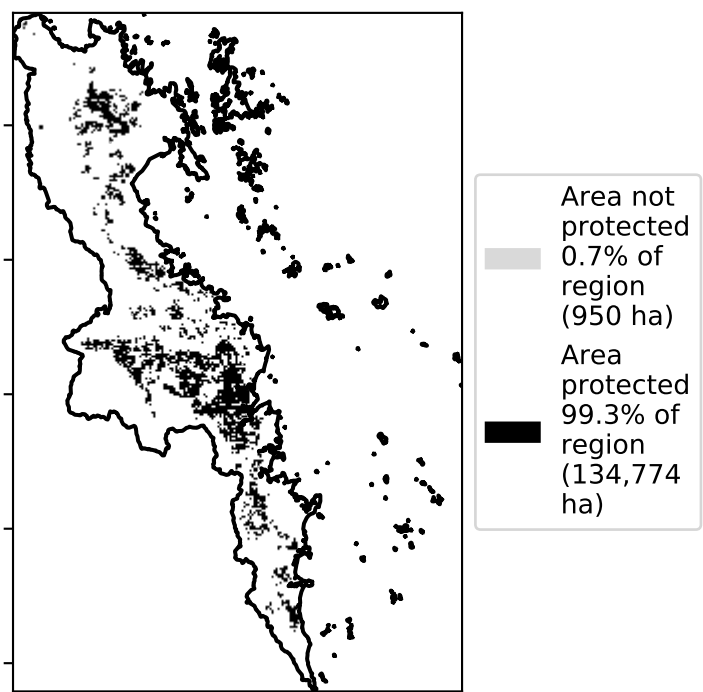 Area not
protected
0.7% of
region
(950 ha)
Area
protected
99.3% of
region
(134,774
ha)